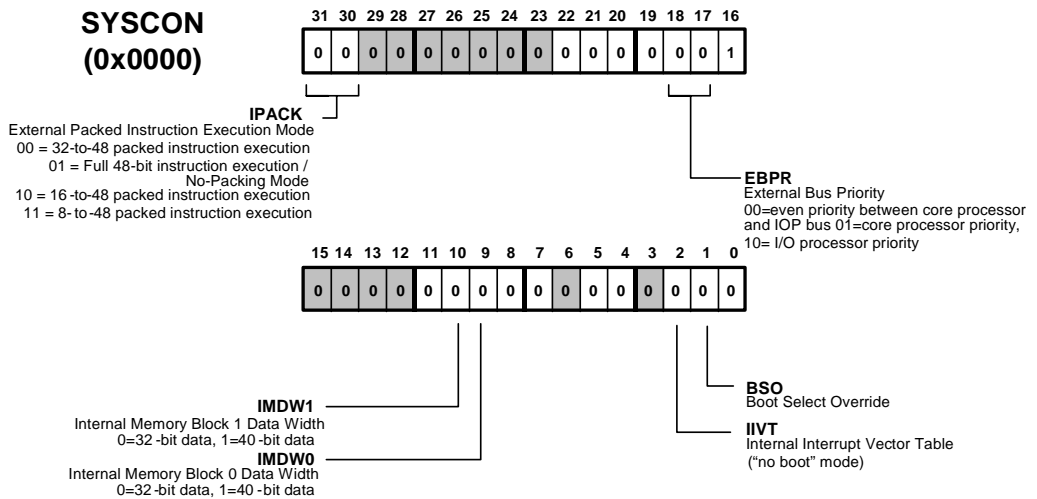 SYSCON
(0x0000)
31 30 29 28 27 26 25 24 23 22 21 20 19 18 17 16
0 0 0 0 0 0 0 0 0 0 0 0 0 0 0 1
IPACK
External Packed Instruction Execution Mode
00 = 32-to-48 packed instruction execution
01 = Full 48-bit instruction execution /
No-Packing Mode
10 = 16 -to-48 packed instruction execution
11 = 8- to -48 packed instruction execution
EBPR
External Bus Priority
00=even priority between core processor
and IOP bus 01=core processor priority,
10= I/O processor priority
15 14 13 12 11 10 9 8 7 6 5 4 3 2 1 0
0 0 0 0 0 0 0 0 0 0 0 0 0 0 0 0
IMDW1
Internal Memory Block 1 Data Width
0=32 -bit data, 1=40 -bit data
IMDW0
Internal Memory Block 0 Data Width
0=32 -bit data, 1=40 -bit data
BSO
Boot Select Override
IIVT
Internal Interrupt Vector Table
(“no boot” mode)